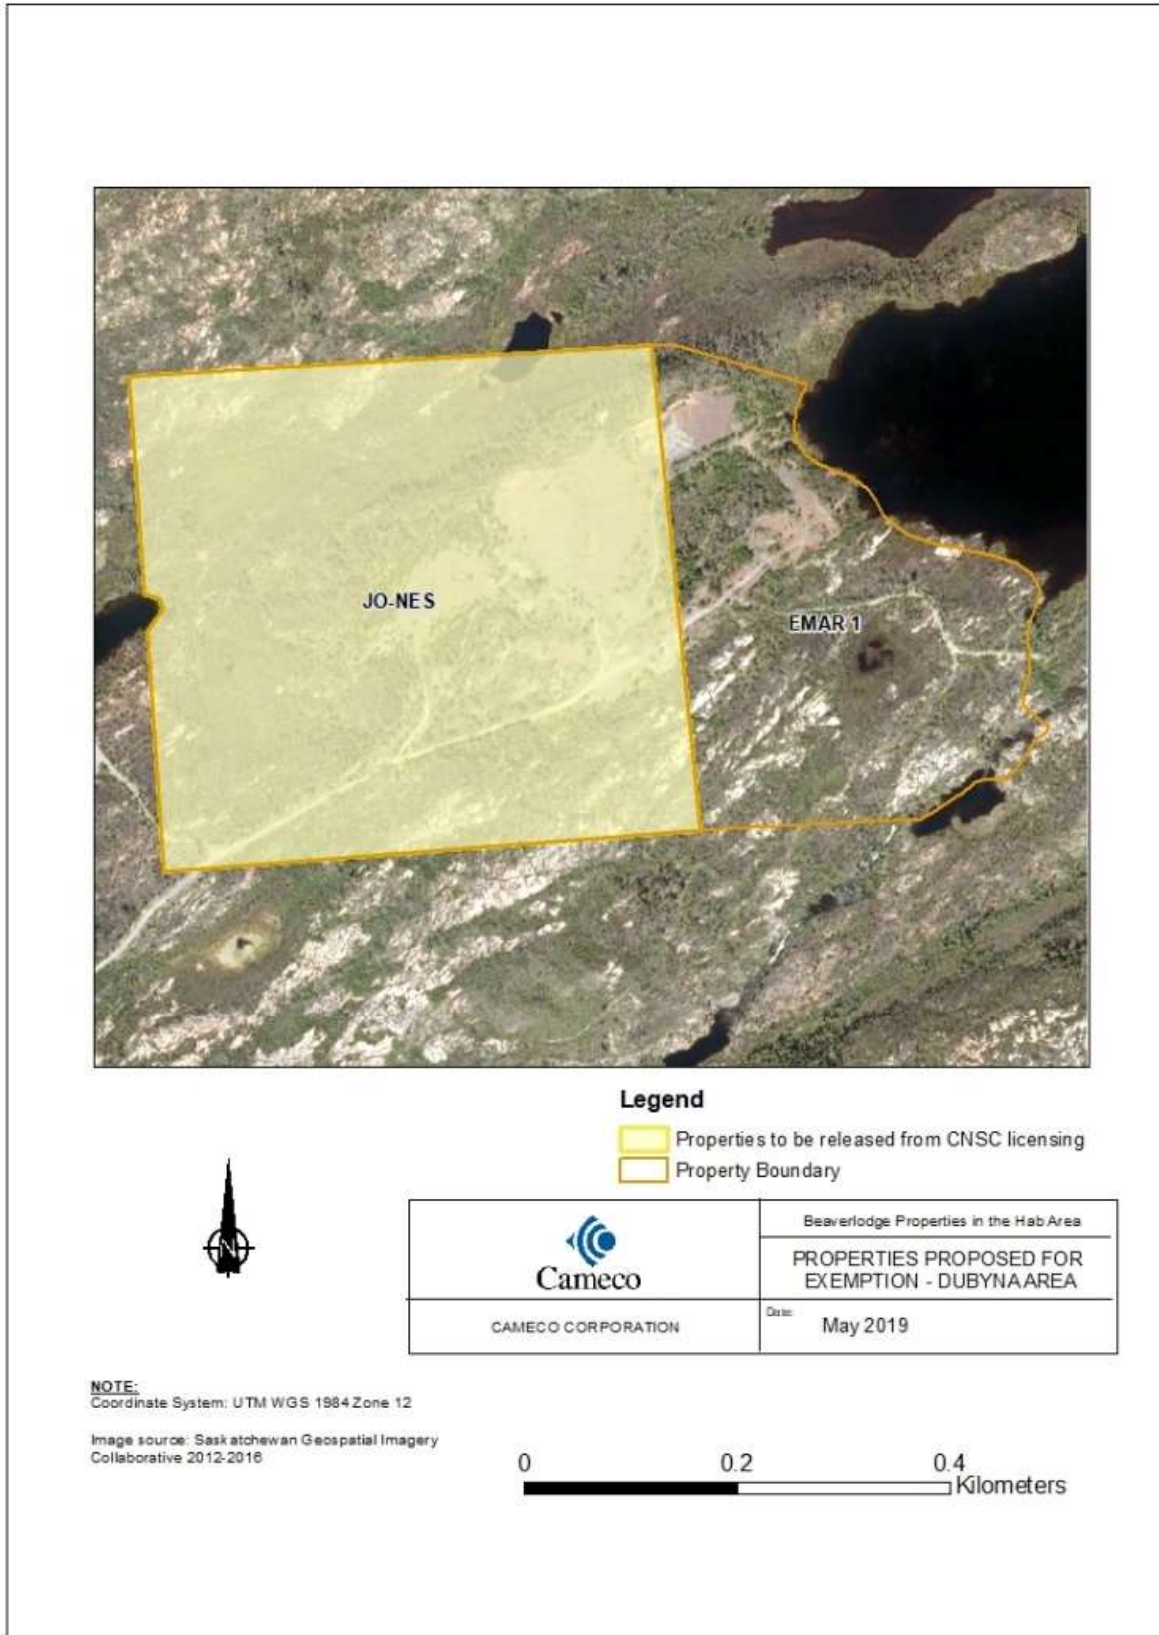 JO-NES
EMAR 1
Legend
Properties to be released from CNSC licensing
Property Boundary
N
Cameco
CAMECO CORPORATION
Beaverlodge Properties in the Hab Area
PROPERTIES PROPOSED FOR
EXEMPTION - DUBYNA AREA
Date:
May 2019
NOTE:
Coordinate System: UTM WGS 1984 Zone 12
Image source: Saskatchewan Geospatial Imagery
Collaborative 2012-2016
0 0.2 0.4
Kilometers